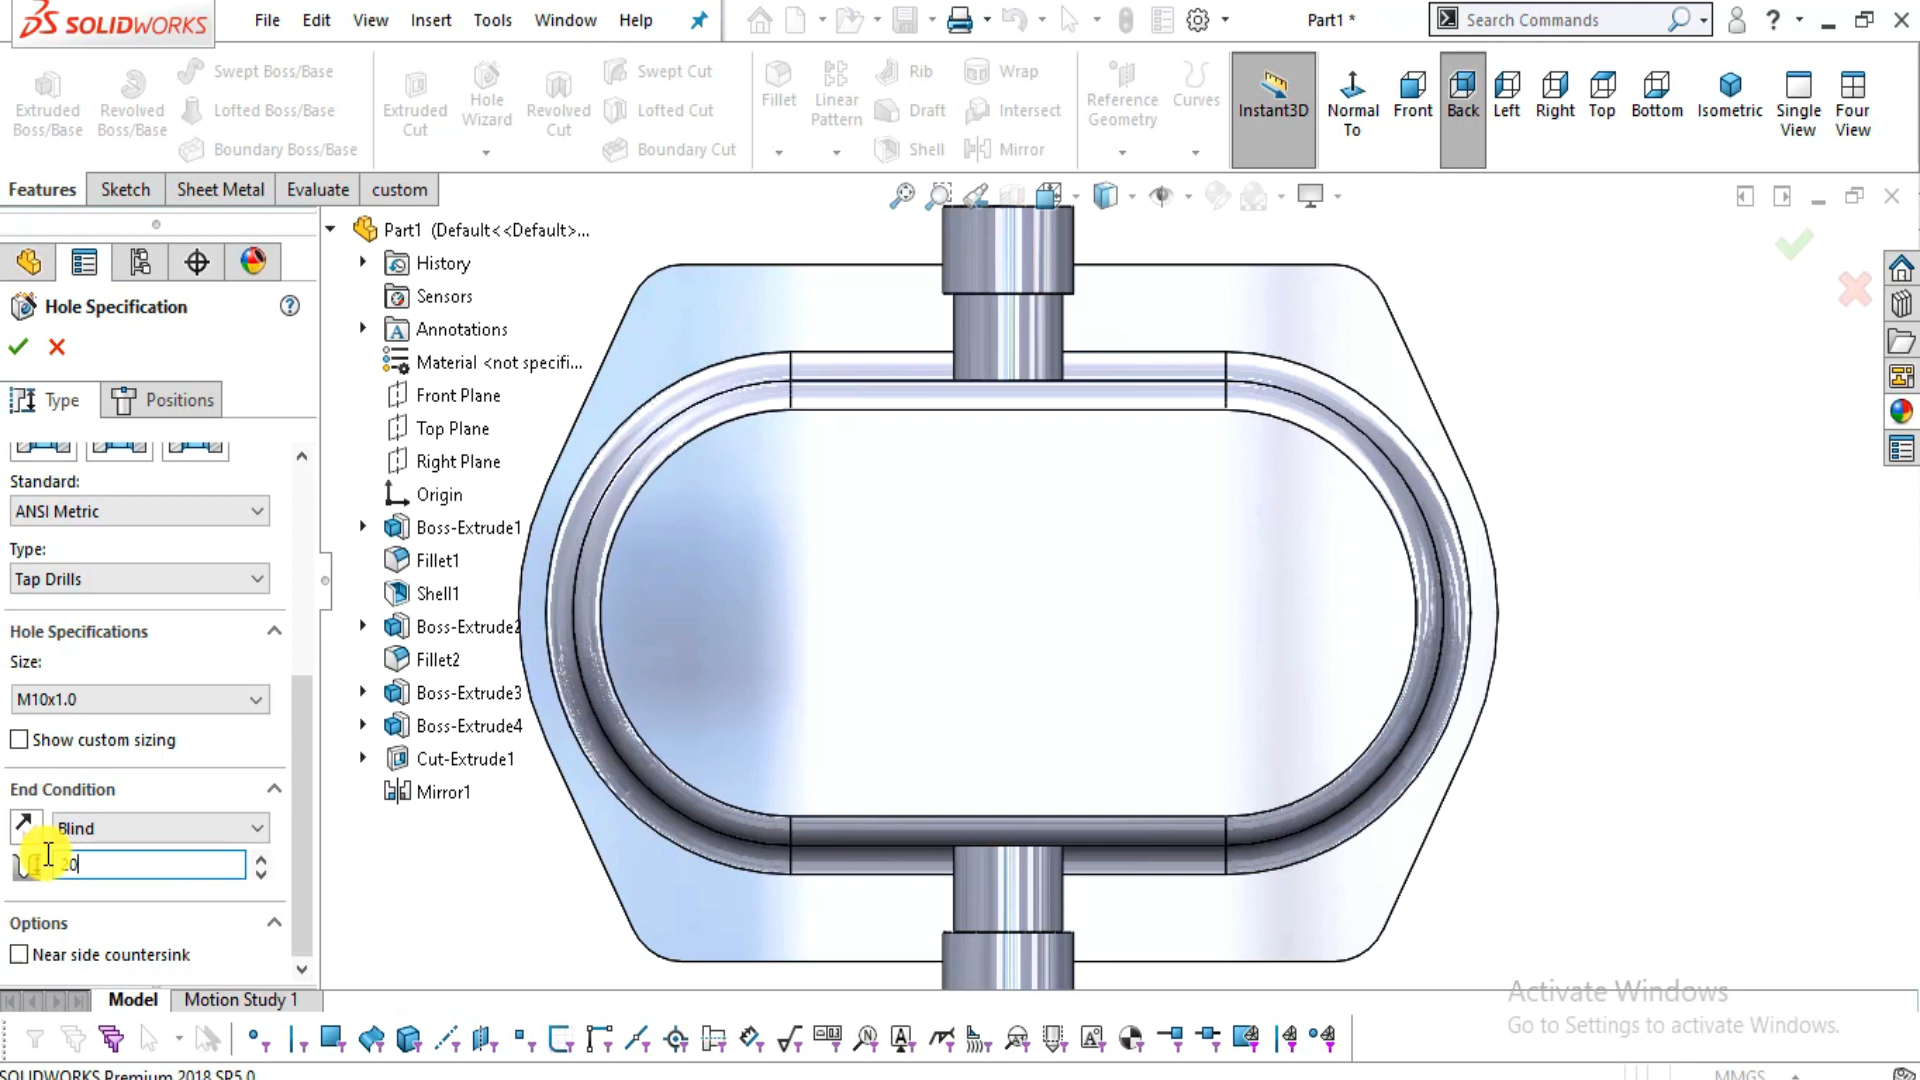 SOLIDWORKS File Edit View Insert Tools Window Help Part1 * Search Commands
Extruded Boss/Base
Revolved Boss/Base
Swept Boss/Base
Lofted Boss/Base
Boundary Boss/Base
Extruded Cut
Hole Wizard
Revolved Cut
Swept Cut
Lofted Cut
Boundary Cut
Fillet
Linear Pattern
Rib
Draft
Shell
Wrap
Intersect
Mirror
Reference Geometry
Curves
Instant3D
Normal To
Front
Back
Left
Right
Top
Bottom
Isometric
Single View
Four View
Features Sketch Sheet Metal Evaluate custom
Hole Specification
Type Positions
Standard:
ANSI Metric
Type:
Tap Drills
Hole Specifications
Size:
M10x1.0
Show custom sizing
End Condition
Blind
20
Options
Near side countersink
Part1 (Default<<Default>...
History
Sensors
Annotations
Material <not specifi...
Front Plane
Top Plane
Right Plane
Origin
Boss-Extrude1
Fillet1
Shell1
Boss-Extrude2
Fillet2
Boss-Extrude3
Boss-Extrude4
Cut-Extrude1
Mirror1
Model Motion Study 1
Activate Windows
Go to Settings to activate Windows.
SOLIDWORKS Premium 2018 SP5.0
MMGS